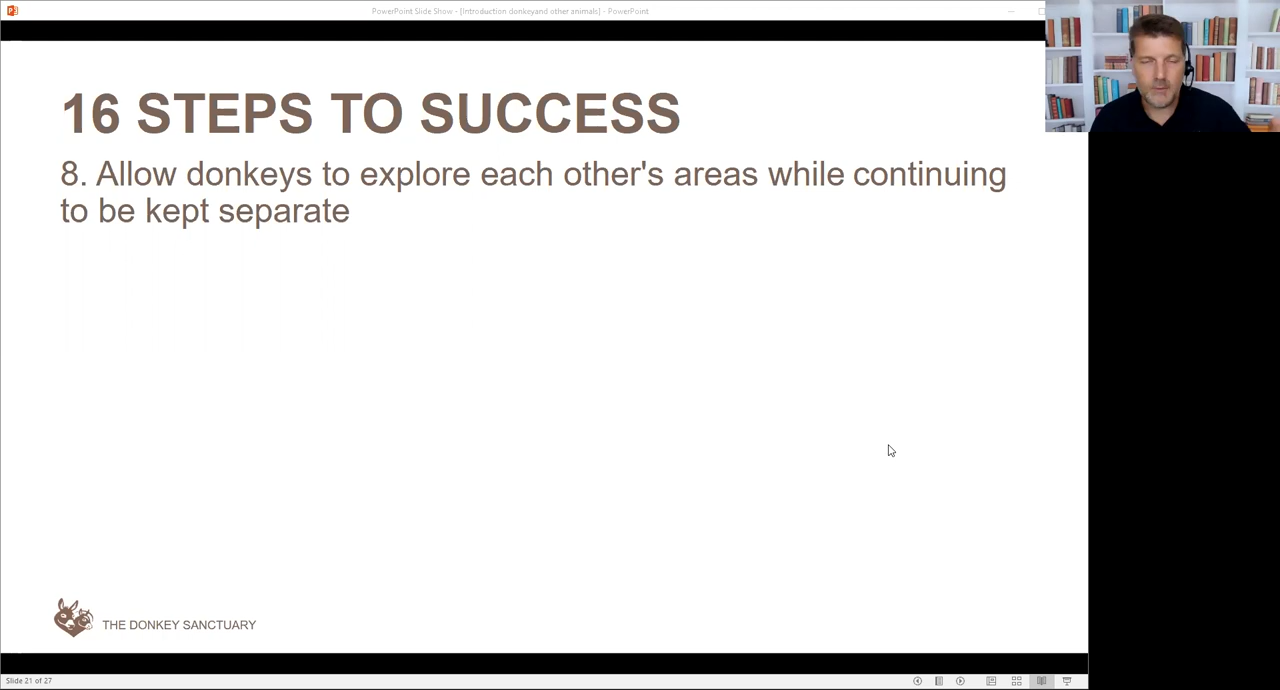 PowerPoint Slide Show - [Introduction donkeyand other animals] - PowerPoint
16 STEPS TO SUCCESS
8. Allow donkeys to explore each other's areas while continuing
to be kept separate
THE DONKEY SANCTUARY
Slide 21 of 27